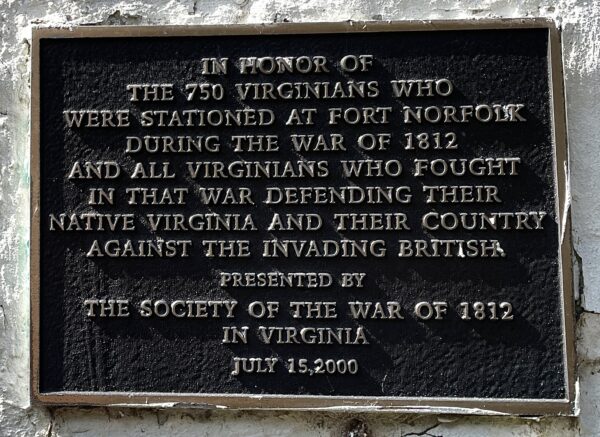 IN HONOR OF
THE 750 VIRGINIANS WHO
WERE STATIONED AT FORT NORFOLK
DURING THE WAR OF 1812
AND ALL VIRGINIANS WHO FOUGHT
IN THAT WAR DEFENDING THEIR
NATIVE VIRGINIA AND THEIR COUNTRY
AGAINST THE INVADING BRITISH.
PRESENTED BY
THE SOCIETY OF THE WAR OF 1812
IN VIRGINIA
JULY 15,2000